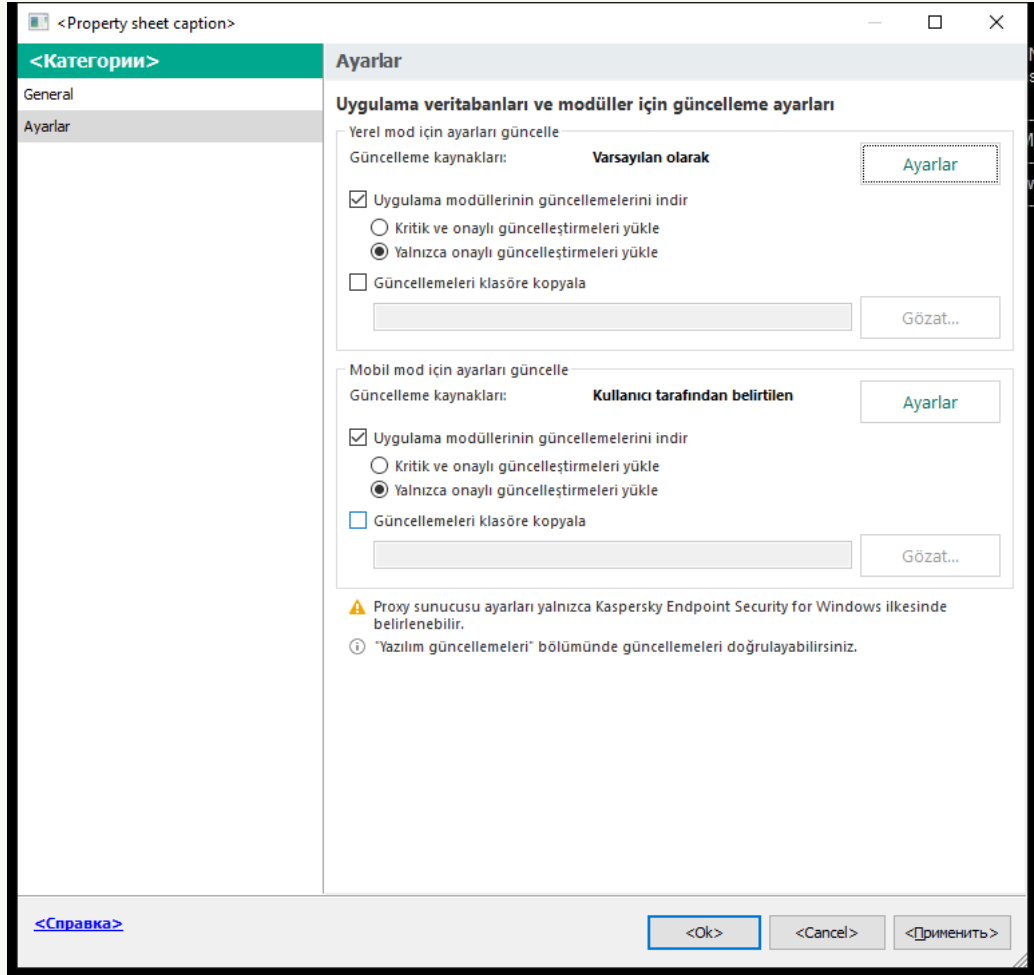 <Property sheet caption>
<Категории>
General
Ayarlar
Ayarlar
Uygulama veritabanları ve modüller için güncelleme ayarları
Yerel mod için ayarları güncelle
Güncelleme kaynakları: Varsayılan olarak
Ayarlar
Uygulama modüllerinin güncellemelerini indir
Kritik ve onaylı güncelleştirmeleri yükle
Yalnızca onaylı güncelleştirmeleri yükle
Güncellemeleri klasöre kopyala
Gözat...
Mobil mod için ayarları güncelle
Güncelleme kaynakları: Kullanıcı tarafından belirtilen
Ayarlar
Uygulama modüllerinin güncellemelerini indir
Kritik ve onaylı güncelleştirmeleri yükle
Yalnızca onaylı güncelleştirmeleri yükle
Güncellemeleri klasöre kopyala
Gözat...
Proxy sunucusu ayarları yalnızca Kaspersky Endpoint Security for Windows ilkesinde
belirlenebilir.
"Yazılım güncellemeleri" bölümünde güncellemeleri doğrulayabilirsiniz.
<Справка>
<Ok> <Cancel> <Применить>